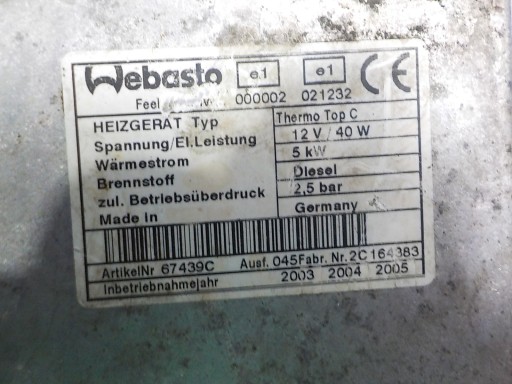 Webasto e1 e1 CE
Feel 000002 021232
HEIZGERÄT Typ Thermo Top C
Spannung/El.Leistung 12 V / 40 W
Wärmestrom 5 kW
Brennstoff Diesel
zul. Betriebsüberdruck 2,5 bar
Made In Germany
ArtikelNr 67439C Ausf. 045 Fabr. Nr. 2C164383
Inbetriebnahmejahr 2003 2004 2005